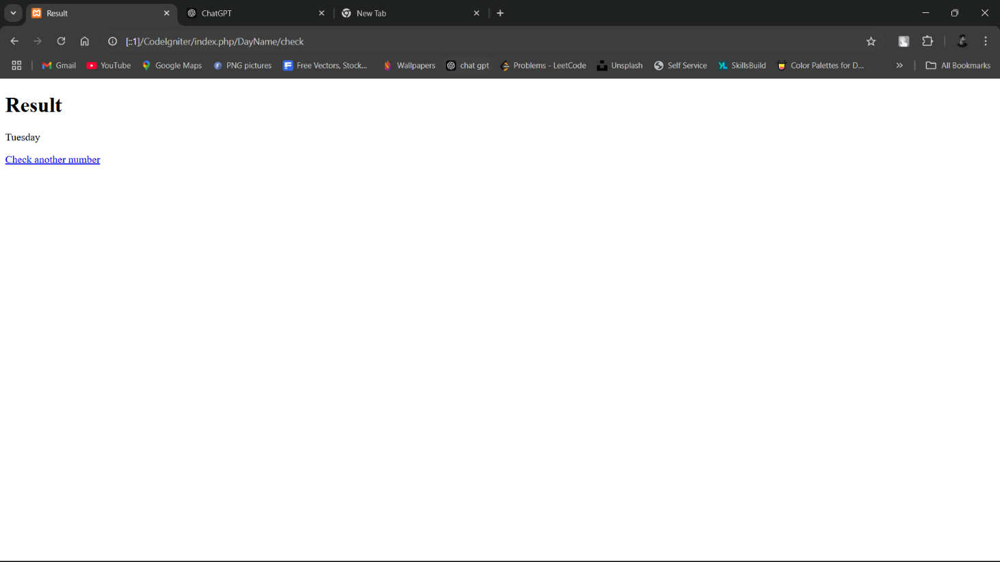 Result
ChatGPT
New Tab
[::1]/CodeIgniter/index.php/DayName/check
Gmail
YouTube
Google Maps
PNG pictures
Free Vectors, Stock...
Wallpapers
chat gpt
Problems - LeetCode
Unsplash
Self Service
SkillsBuild
Color Palettes for D...
All Bookmarks
Result
Tuesday
Check another number